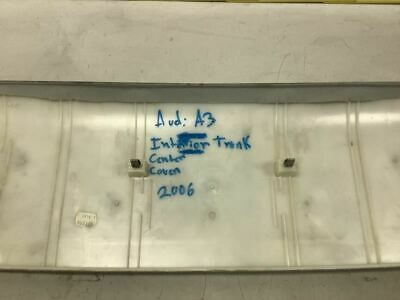 Audi A3
Interior Trunk
Center
Cover
2006